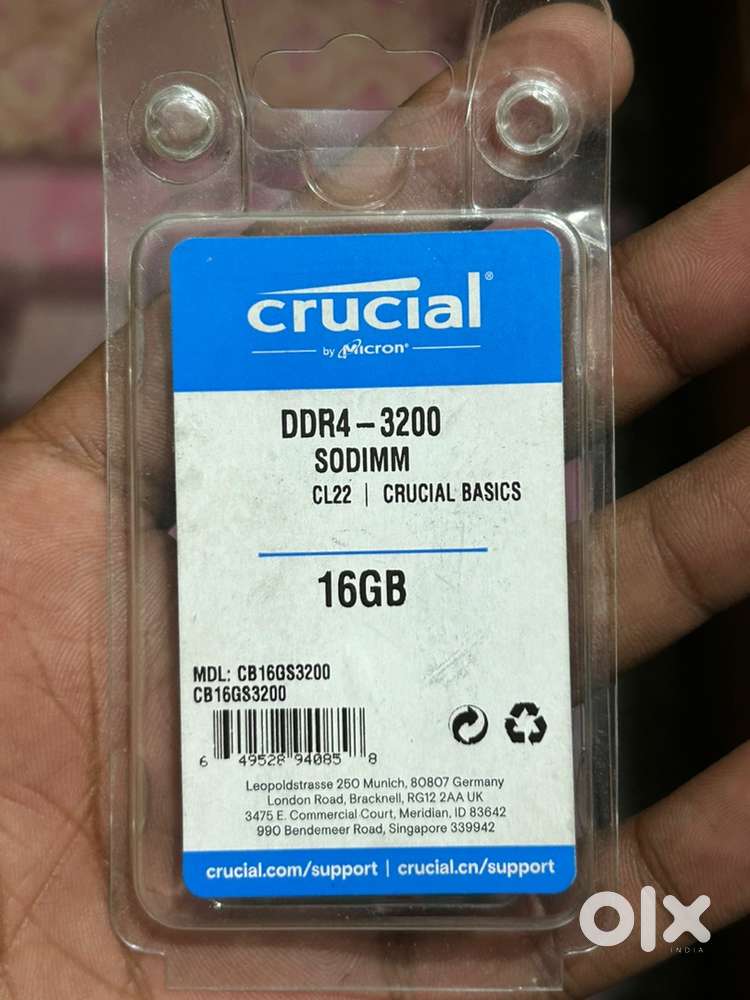 crucial®
by Micron®
DDR4-3200
SODIMM
CL22 | CRUCIAL BASICS
16GB
MDL: CB16GS3200
CB16GS3200
6 49528 94085 8
Leopoldstrasse 250 Munich, 80807 Germany
London Road, Bracknell, RG12 2AA UK
3475 E. Commercial Court, Meridian, ID 83642
990 Bendemeer Road, Singapore 339942
crucial.com/support | crucial.cn/support
olx
INDIA